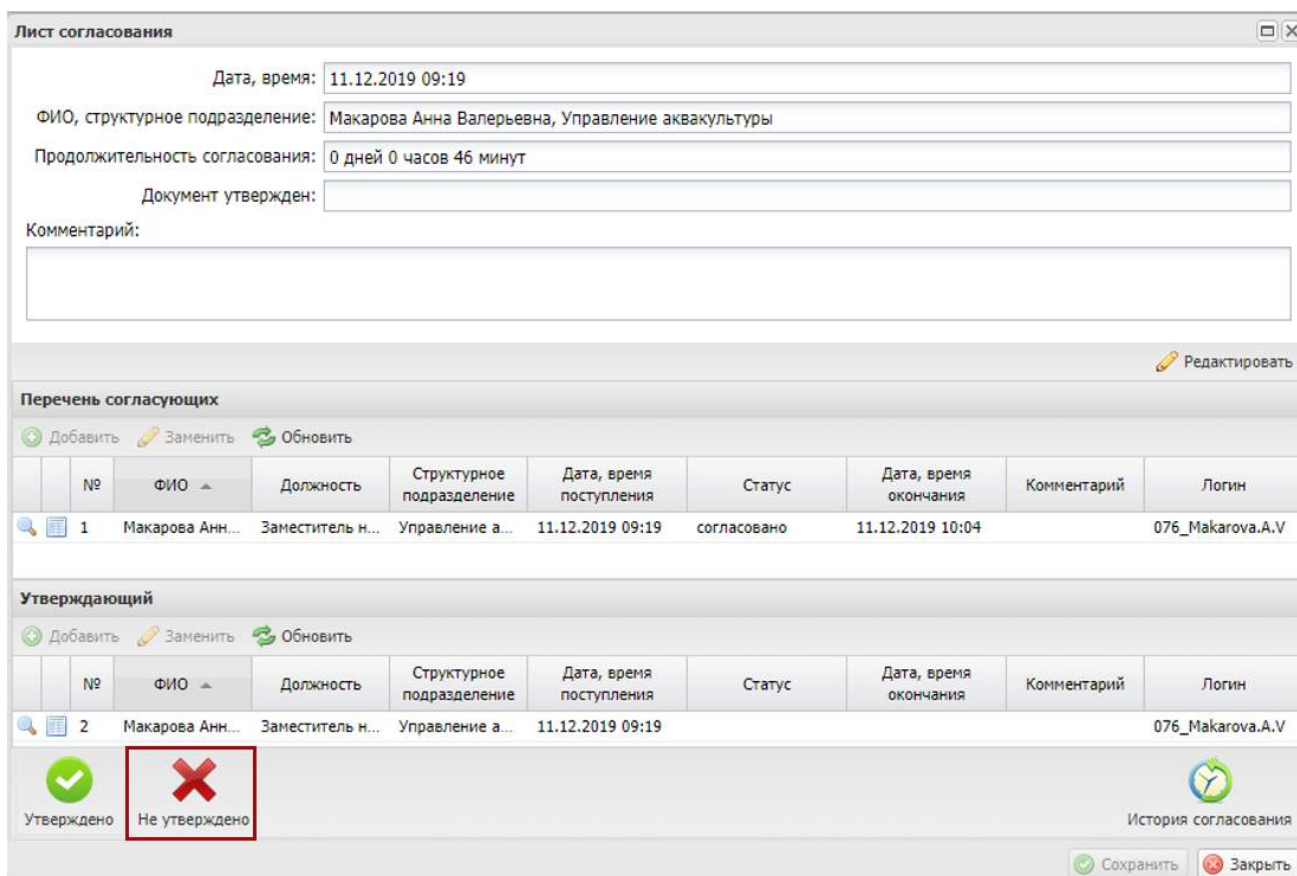 Лист согласования
Дата, время: 11.12.2019 09:19
ФИО, структурное подразделение: Макарова Анна Валерьевна, Управление аквакультуры
Продолжительность согласования: 0 дней 0 часов 46 минут
Документ утвержден:
Комментарий:
Редактировать
Перечень согласующих
Добавить Заменить Обновить
№ ФИО Должность Структурное подразделение Дата, время поступления Статус Дата, время окончания Комментарий Логин
1 Макарова Анн... Заместитель н... Управление а... 11.12.2019 09:19 согласовано 11.12.2019 10:04 076_Makarova.A.V
Утверждающий
Добавить Заменить Обновить
№ ФИО Должность Структурное подразделение Дата, время поступления Статус Дата, время окончания Комментарий Логин
2 Макарова Анн... Заместитель н... Управление а... 11.12.2019 09:19 076_Makarova.A.V
Утверждено Не утверждено История согласования
Сохранить Закрыть